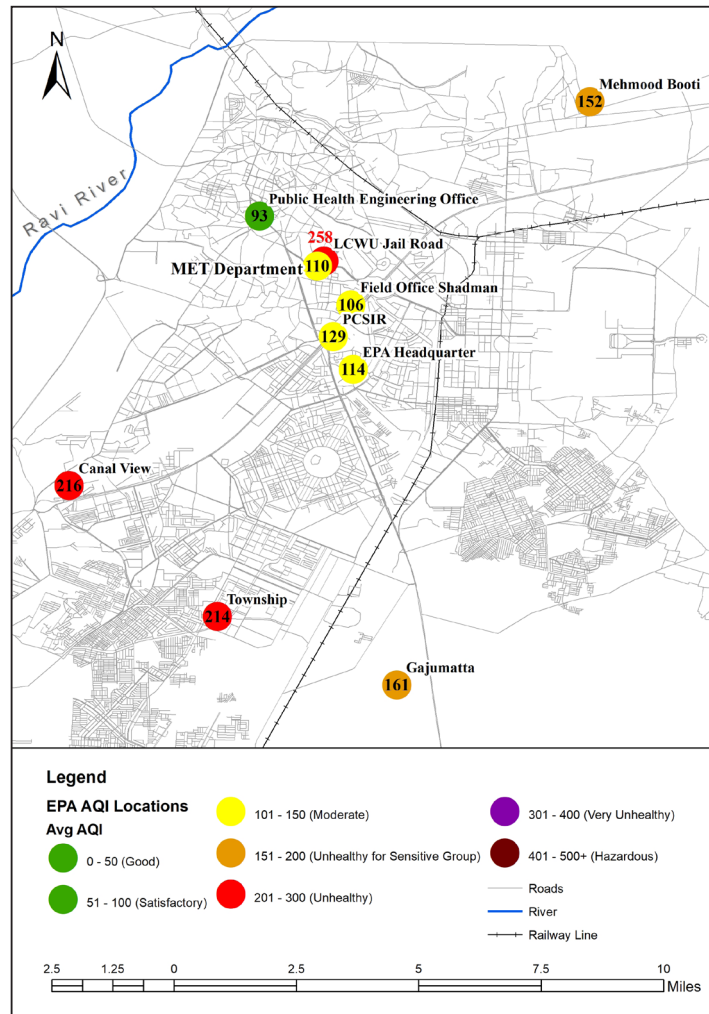 N
Mehmood Booti
152
Ravi River
Public Health Engineering Office
93
258
LCWU Jail Road
MET Department
110
Field Office Shadman
106
PCSIR
129
EPA Headquarter
114
Canal View
216
Township
214
Gajumatta
161
Legend
EPA AQI Locations
Avg AQI
0 - 50 (Good)
51 - 100 (Satisfactory)
101 - 150 (Moderate)
151 - 200 (Unhealthy for Sensitive Group)
201 - 300 (Unhealthy)
301 - 400 (Very Unhealthy)
401 - 500+ (Hazardous)
Roads
River
Railway Line
2.5 1.25 0 2.5 5 7.5 10
Miles